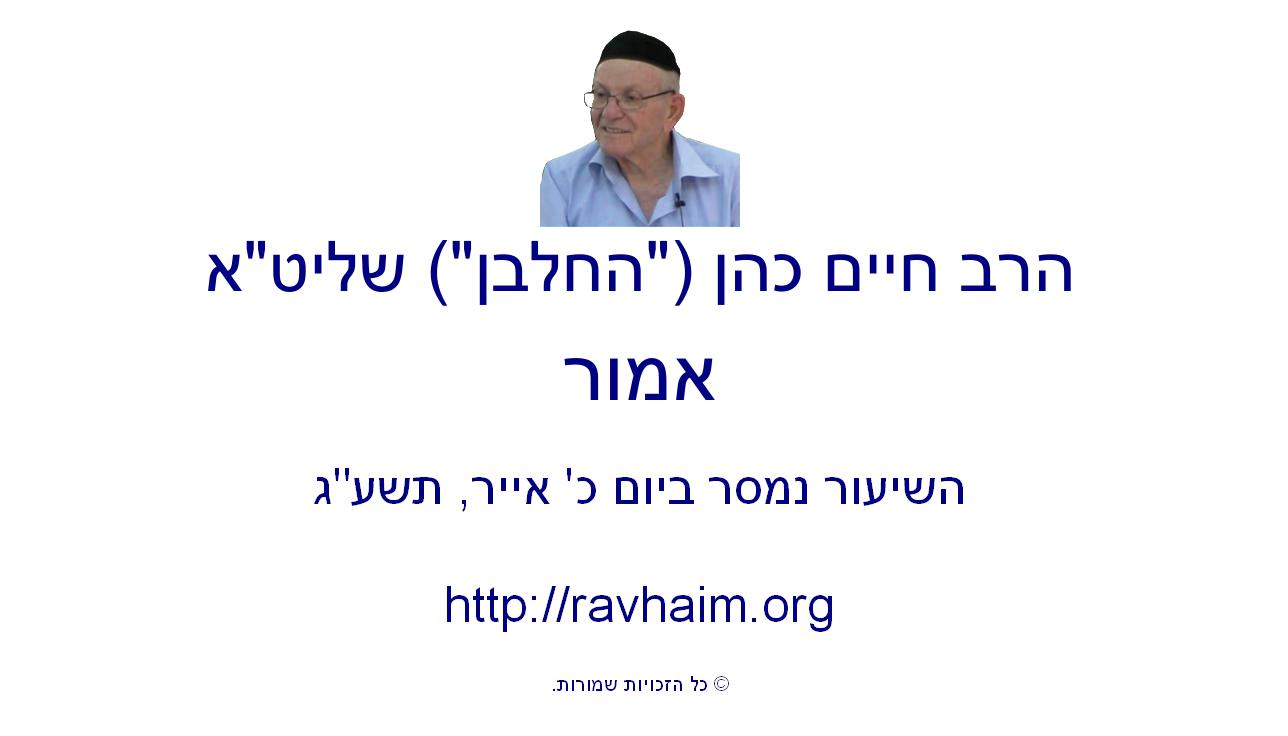 הרב חיים כהן ("החלבן") שליט"א
אמור
השיעור נמסר ביום כ' אייר, תשע"ג
http://ravhaim.org
© כל הזכויות שמורות.